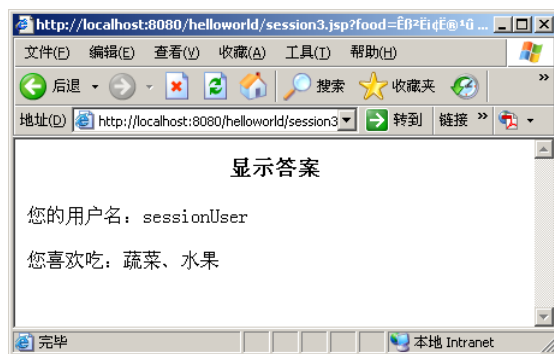 http://localhost:8080/helloworld/session3.jsp?food=Êß²Ëi¢Ë®¹û ...
文件(F) 编辑(E) 查看(V) 收藏(A) 工具(T) 帮助(H)
后退 搜索 收藏夹 »
地址(D) http://localhost:8080/helloworld/session3 转到 链接 »
显示答案
您的用户名：sessionUser
您喜欢吃：蔬菜、水果
完毕 本地 Intranet